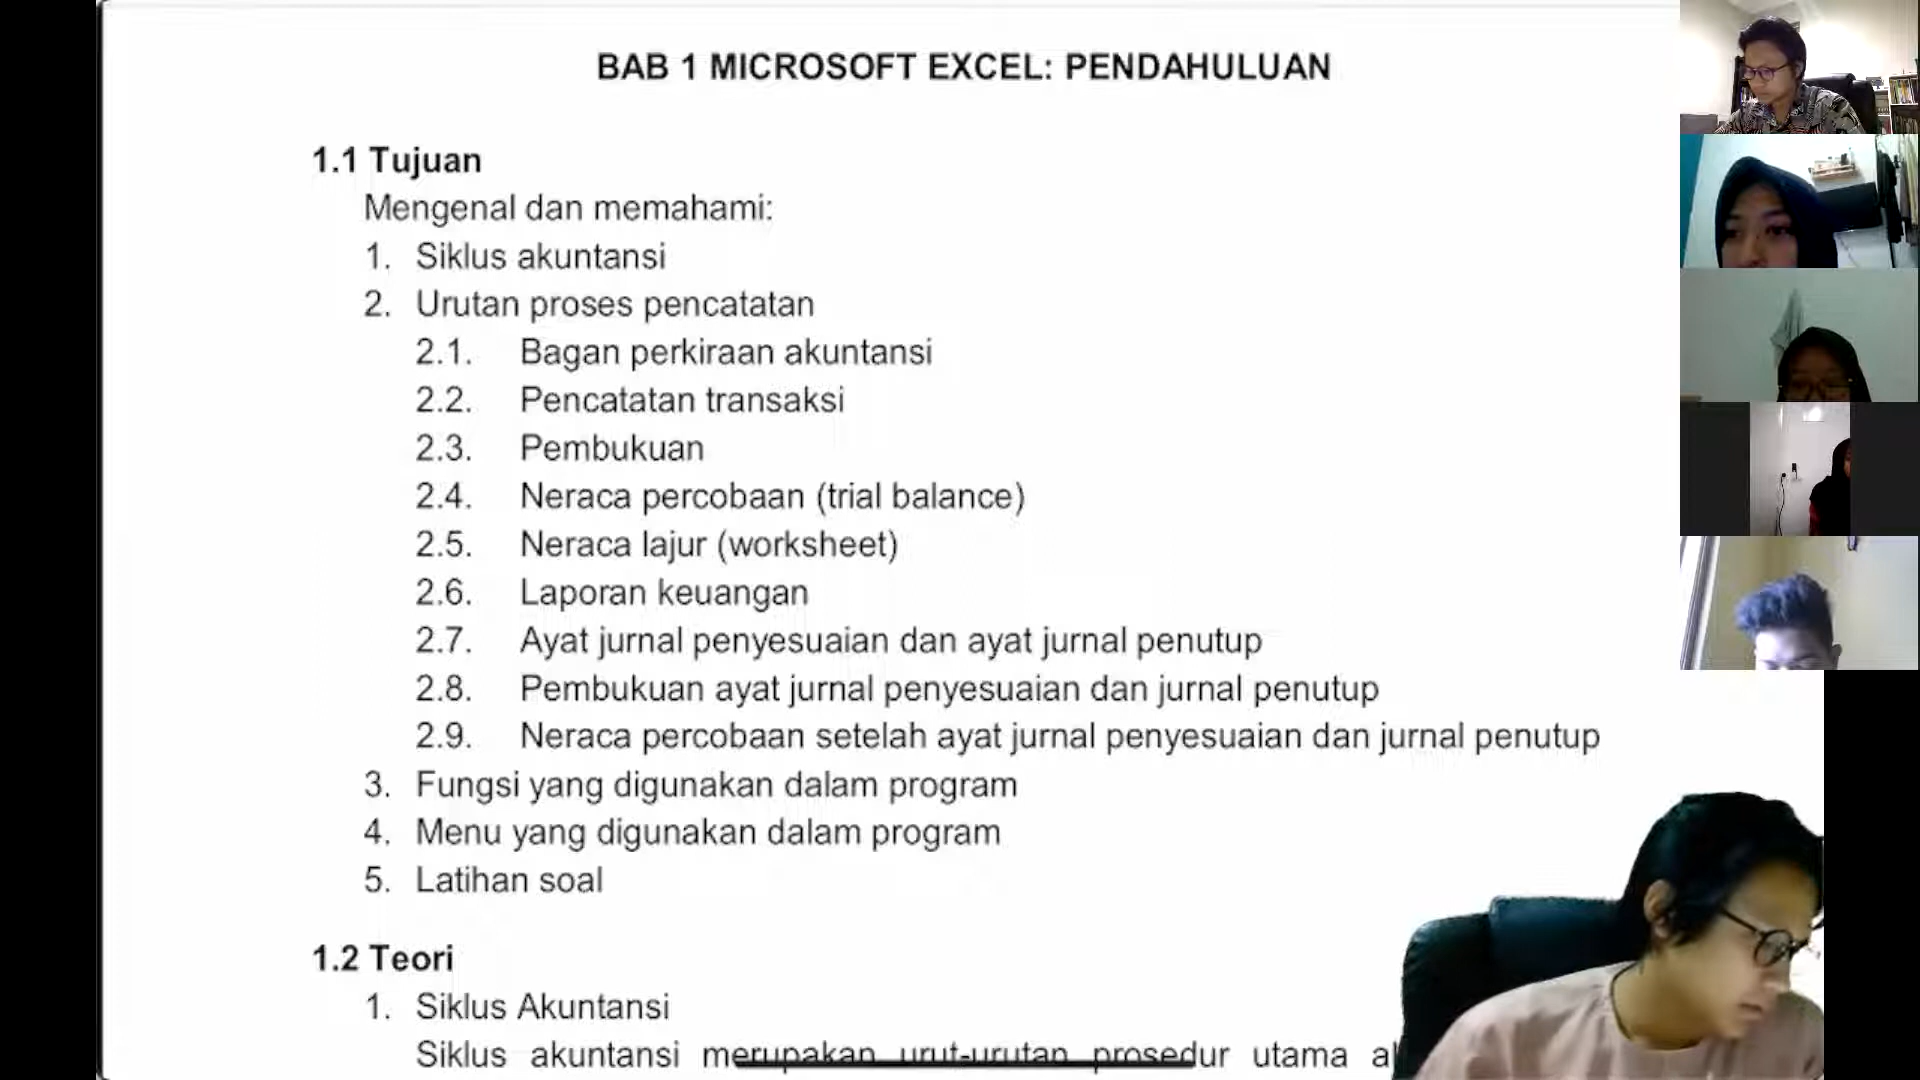 BAB 1 MICROSOFT EXCEL: PENDAHULUAN
1.1 Tujuan
Mengenal dan memahami:
1. Siklus akuntansi
2. Urutan proses pencatatan
2.1. Bagan perkiraan akuntansi
2.2. Pencatatan transaksi
2.3. Pembukuan
2.4. Neraca percobaan (trial balance)
2.5. Neraca lajur (worksheet)
2.6. Laporan keuangan
2.7. Ayat jurnal penyesuaian dan ayat jurnal penutup
2.8. Pembukuan ayat jurnal penyesuaian dan jurnal penutup
2.9. Neraca percobaan setelah ayat jurnal penyesuaian dan jurnal penutup
3. Fungsi yang digunakan dalam program
4. Menu yang digunakan dalam program
5. Latihan soal
1.2 Teori
1. Siklus Akuntansi
Siklus akuntansi merupakan urut-urutan prosedur utama